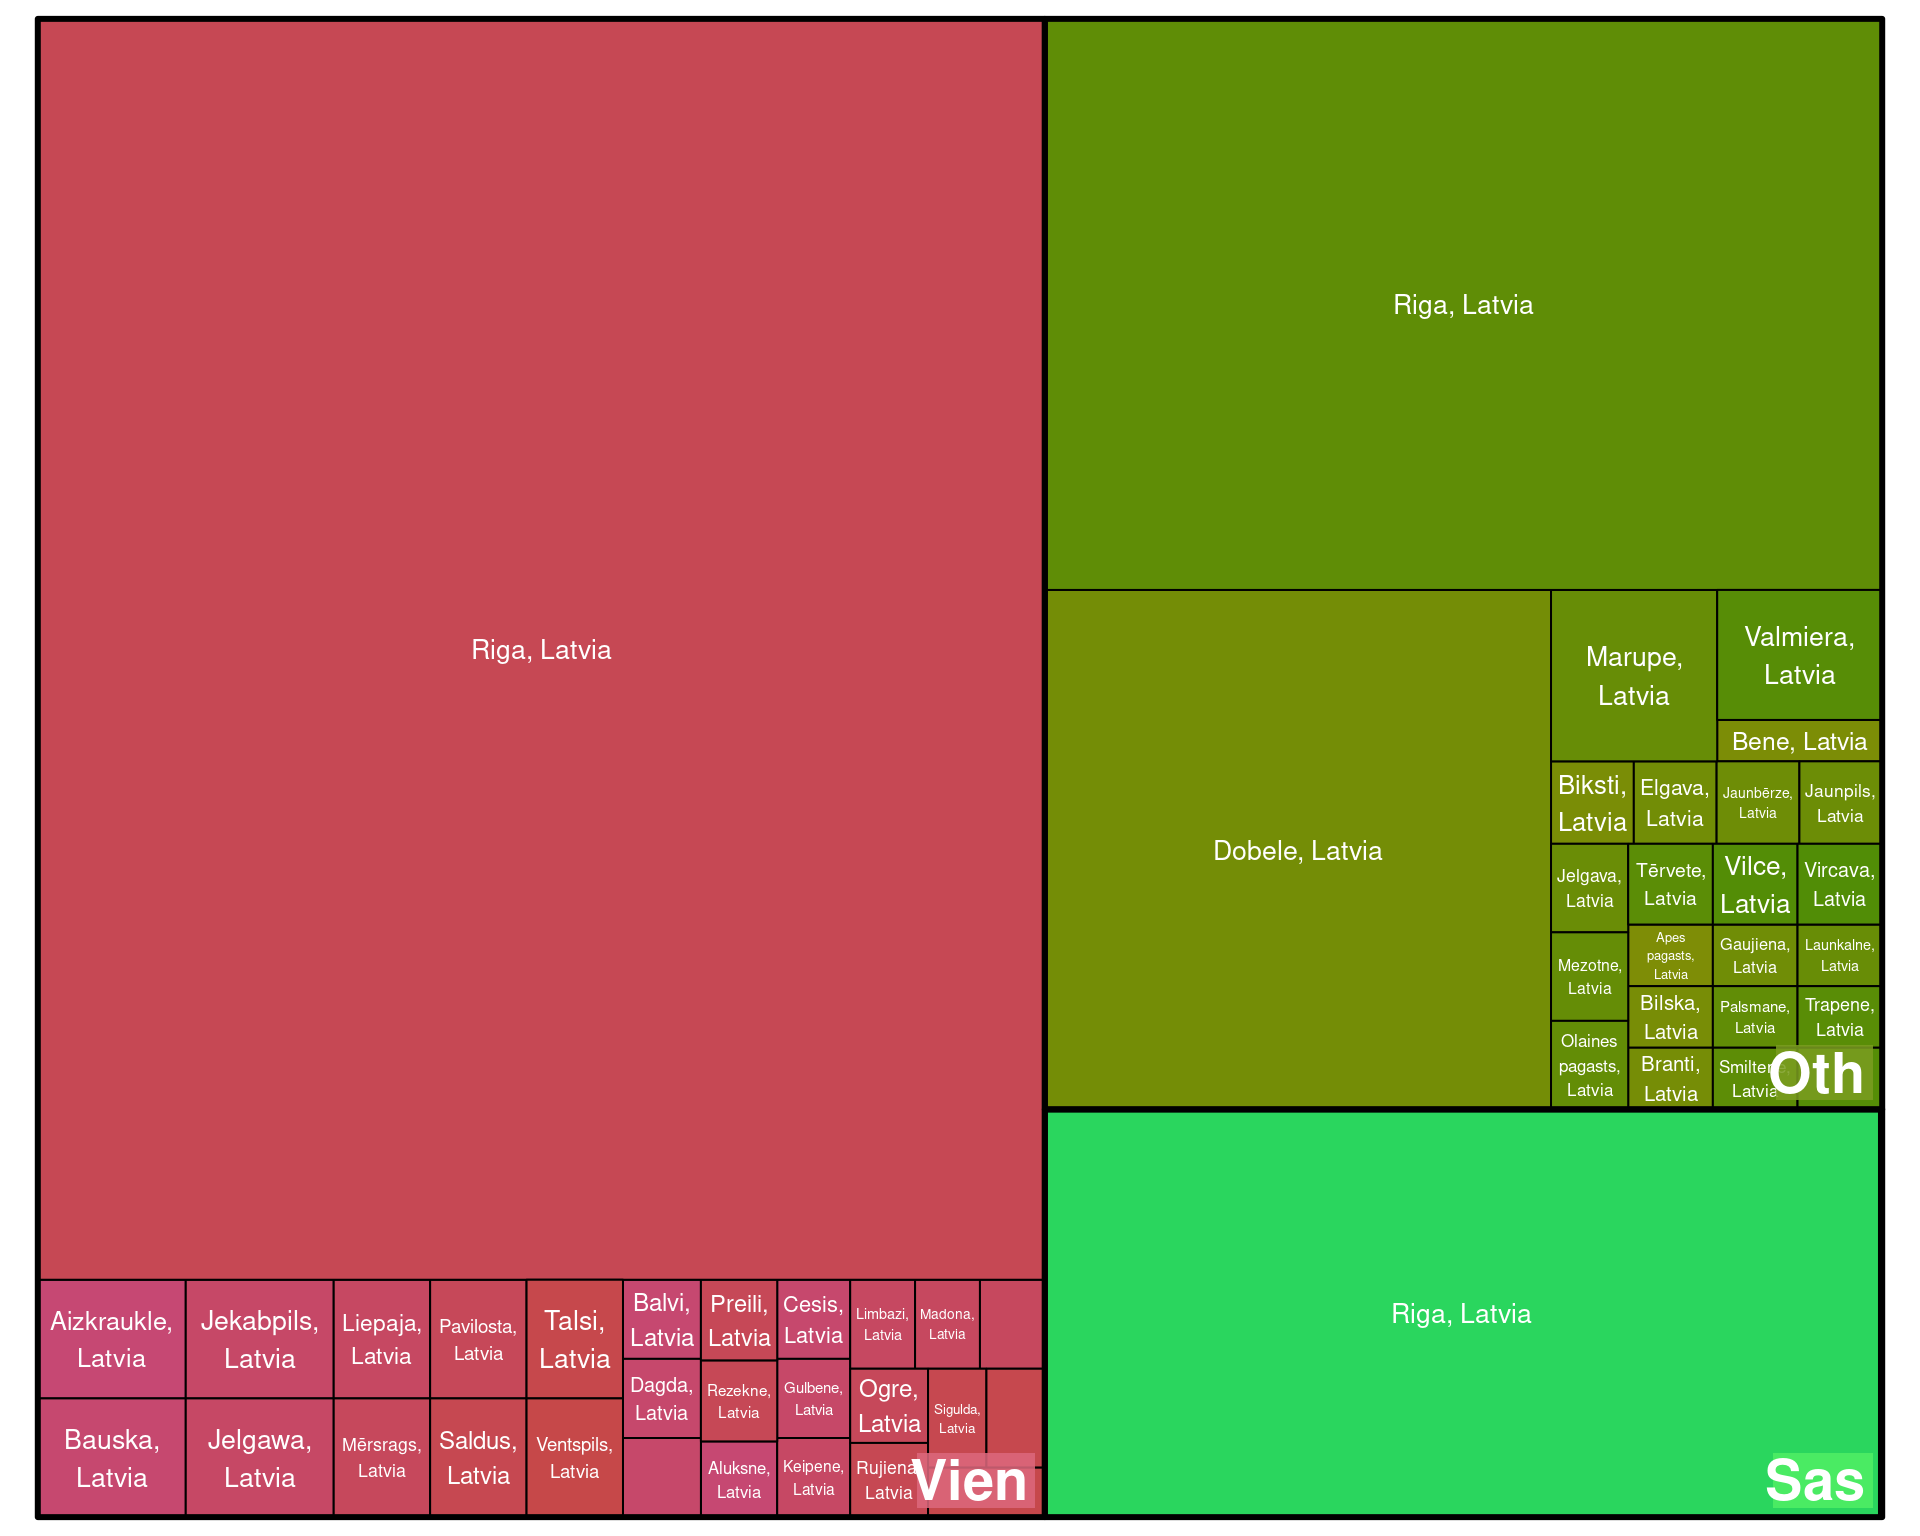 Riga, Latvia
Aizkraukle,
Latvia
Jekabpils,
Latvia
Liepaja,
Latvia
Pavilosta,
Latvia
Talsi,
Latvia
Bauska,
Latvia
Jelgawa,
Latvia
Mērsrags,
Latvia
Saldus,
Latvia
Ventspils,
Latvia
Balvi,
Latvia
Preili,
Latvia
Cesis,
Latvia
Limbazi,
Latvia
Madona,
Latvia
Dagda,
Latvia
Rezekne,
Latvia
Gulbene,
Latvia
Ogre,
Latvia
Sigulda,
Latvia
Aluksne,
Latvia
Keipene,
Latvia
Rujiena
Latvia
Vien
Riga, Latvia
Dobele, Latvia
Marupe,
Latvia
Valmiera,
Latvia
Bene, Latvia
Biksti,
Latvia
Elgava,
Latvia
Jaunbērze,
Latvia
Jaunpils,
Latvia
Jelgava,
Latvia
Tērvete,
Latvia
Vilce,
Latvia
Vircava,
Latvia
Mezotne,
Latvia
Apes
pagasts,
Latvia
Gaujiena,
Latvia
Launkalne,
Latvia
Bilska,
Latvia
Palsmane,
Latvia
Trapene,
Latvia
Olaines
pagasts,
Latvia
Branti,
Latvia
Smiltene,
Latvia
Oth
Riga, Latvia
Sas